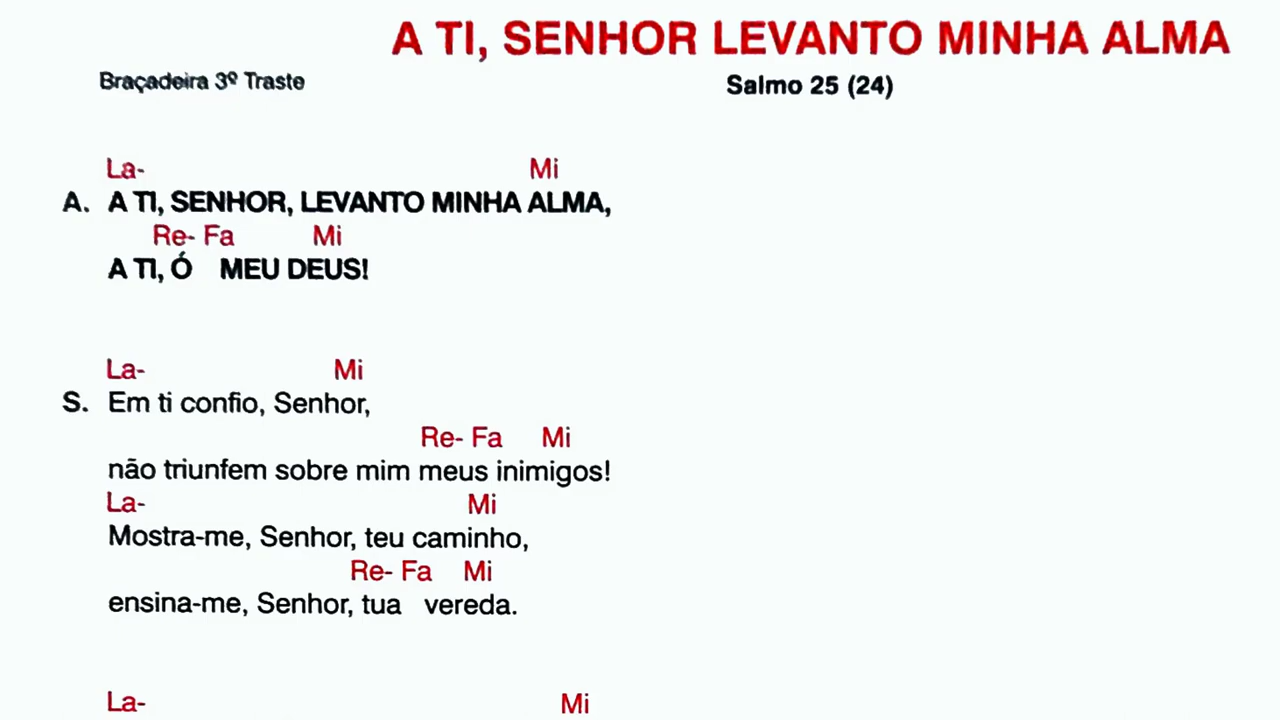 A TI, SENHOR LEVANTO MINHA ALMA
Braçadeira 3º Traste
Salmo 25 (24)
La- Mi
A. A TI, SENHOR, LEVANTO MINHA ALMA,
Re- Fa Mi
A TI, Ó MEU DEUS!
La- Mi
S. Em ti confio, Senhor,
Re- Fa Mi
não triunfem sobre mim meus inimigos!
La- Mi
Mostra-me, Senhor, teu caminho,
Re- Fa Mi
ensina-me, Senhor, tua vereda.
La- Mi